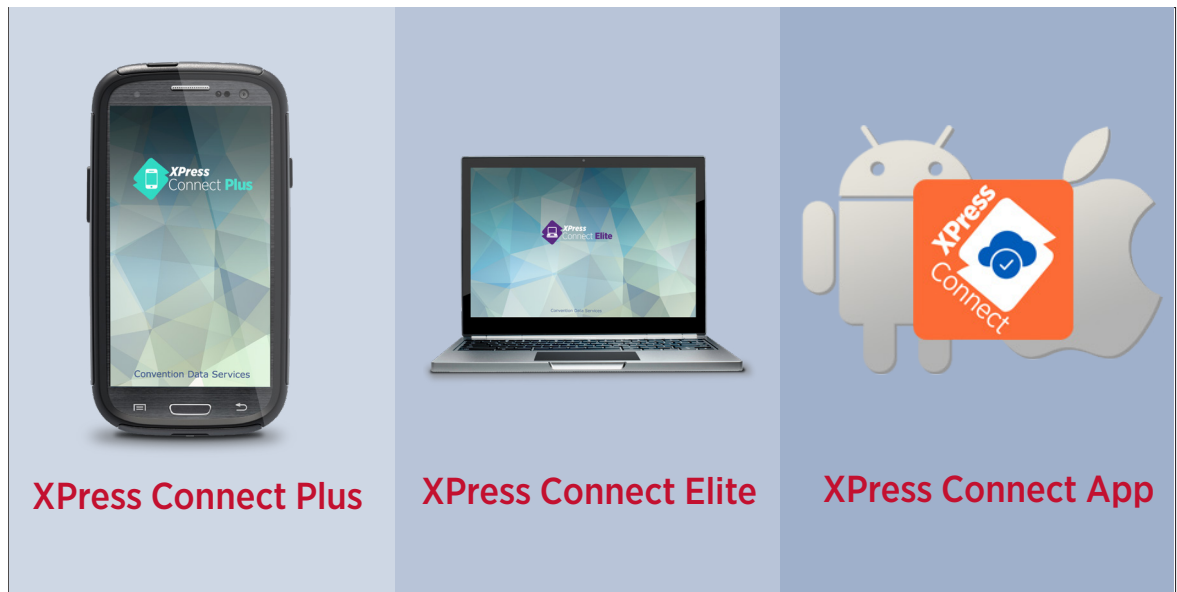 XPress
Connect Plus
Convention Data Services
XPress Connect Plus
XPress
Connect Elite
Convention Data Services
XPress Connect Elite
XPress
Connect
XPress Connect App